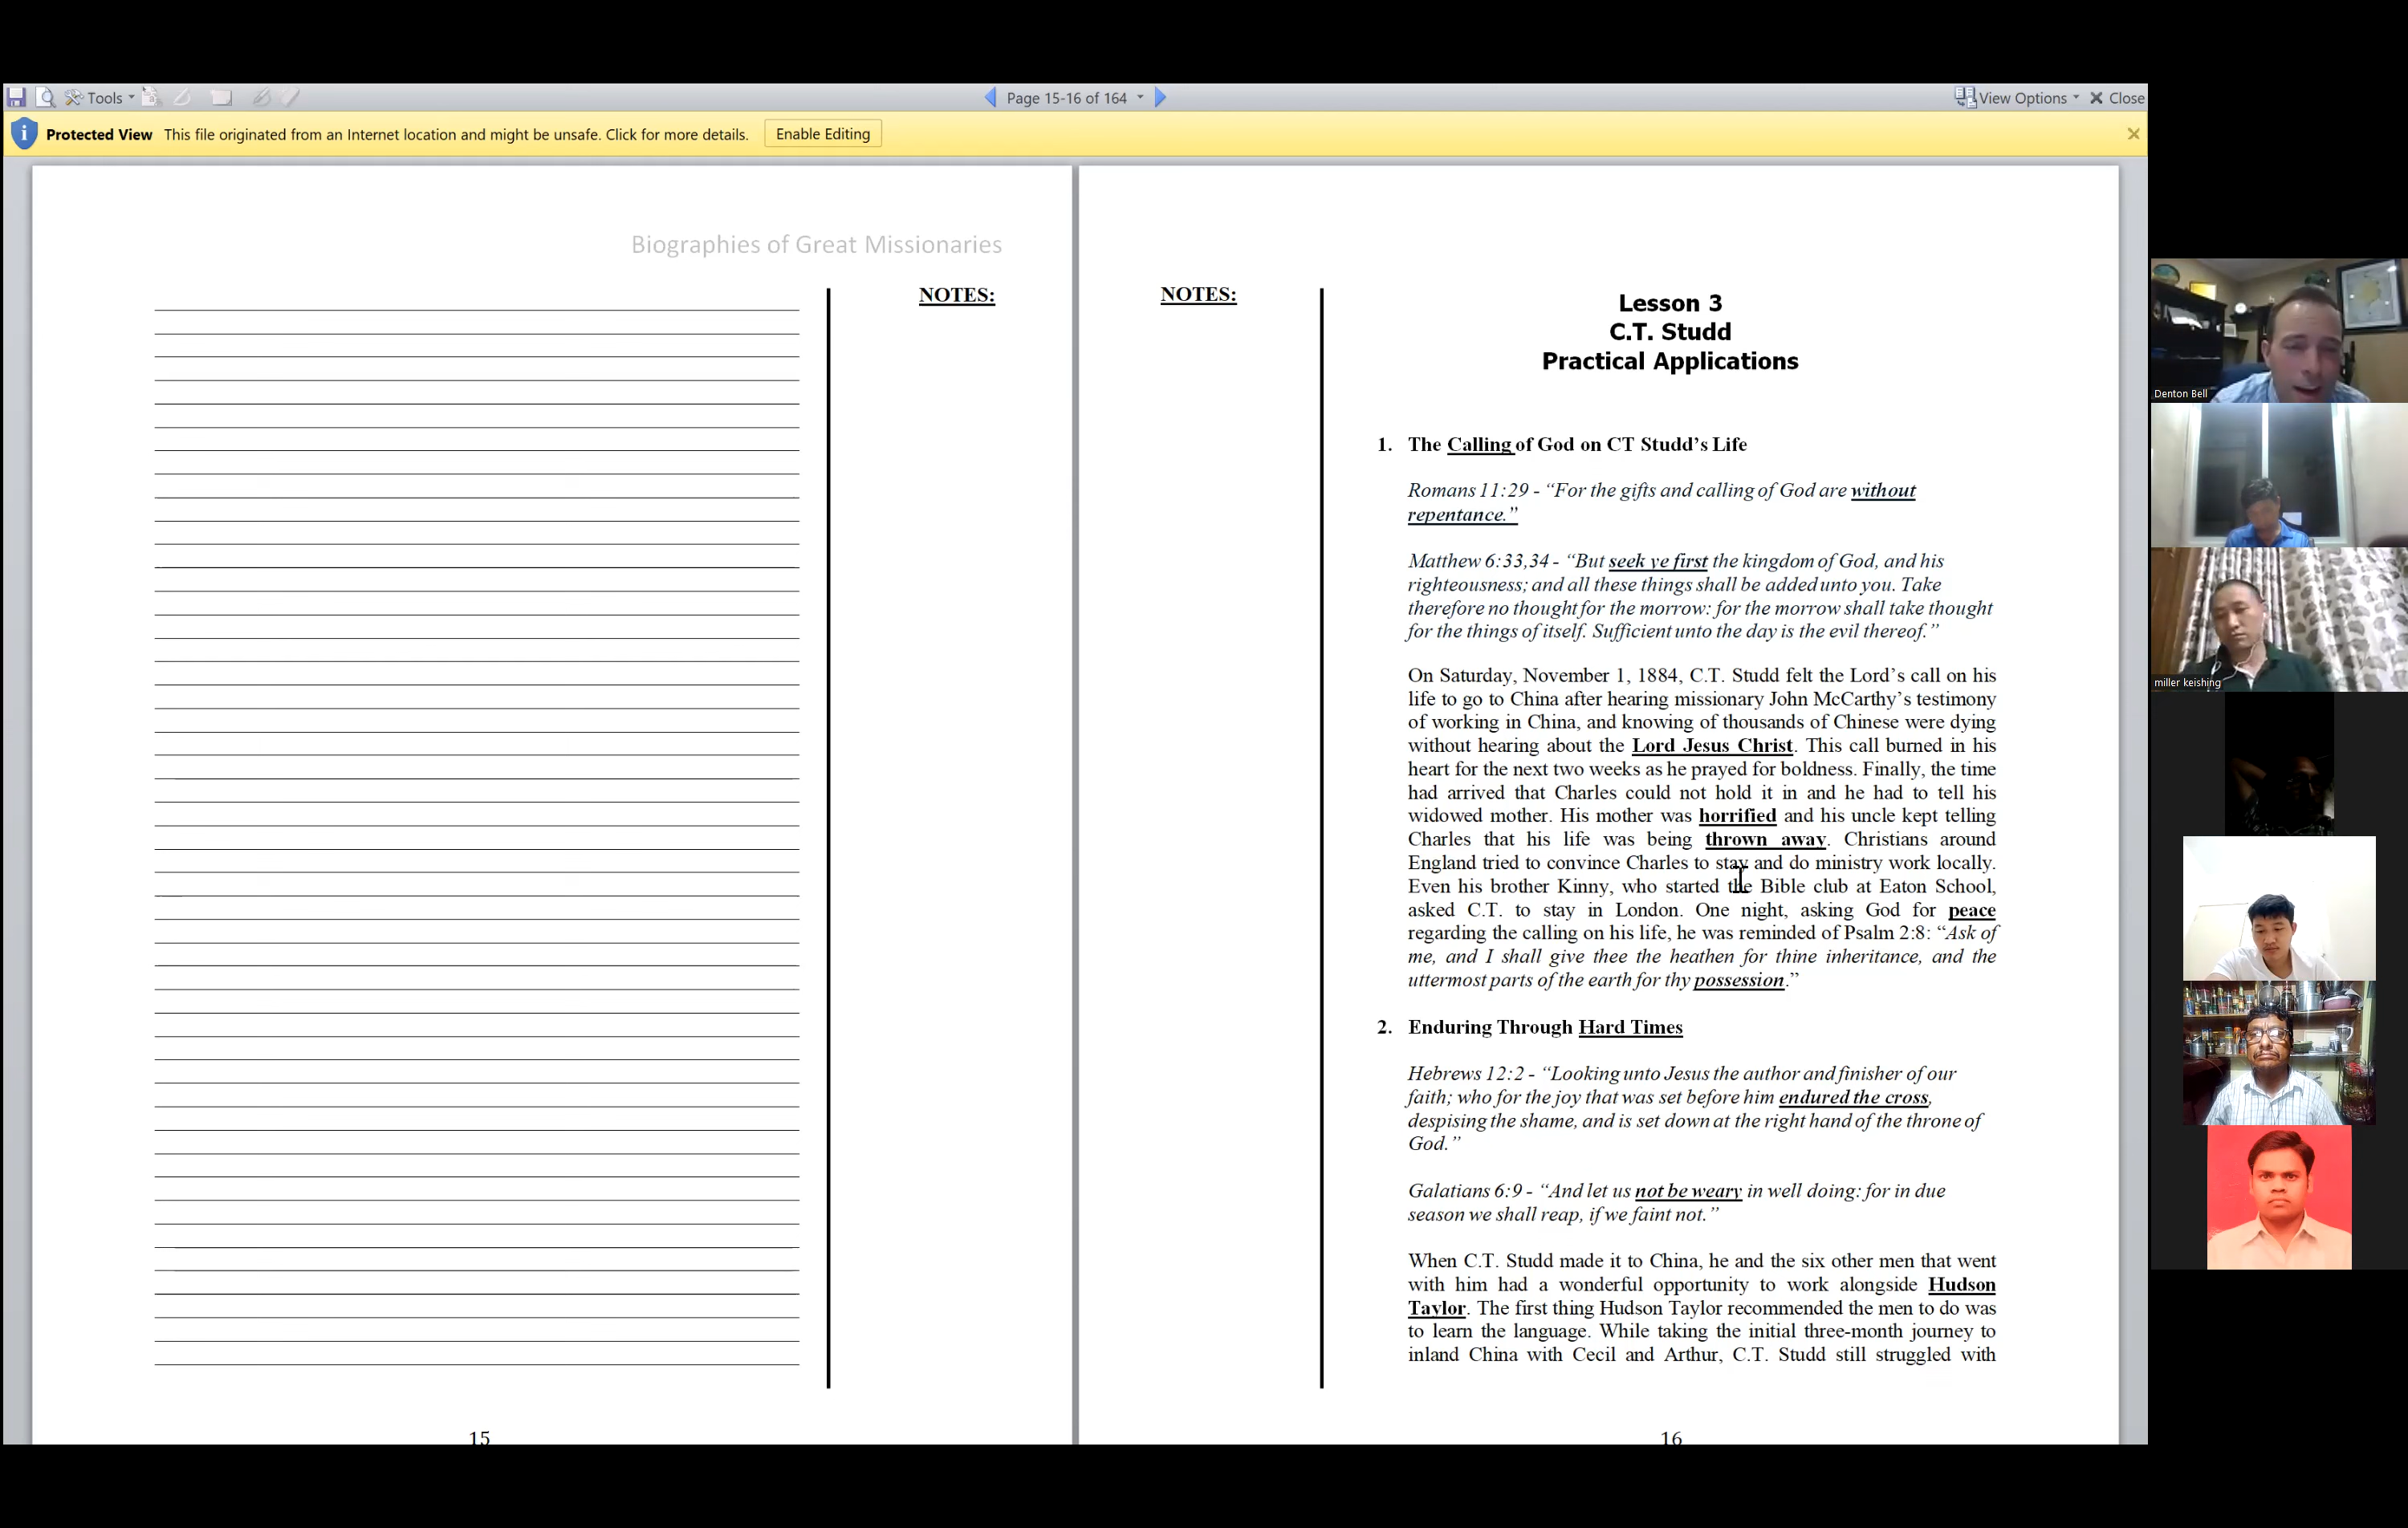 Tools
Page 15-16 of 164
View Options
Close
Protected View This file originated from an Internet location and might be unsafe. Click for more details. Enable Editing
Biographies of Great Missionaries
NOTES:
15
NOTES:
Lesson 3
C.T. Studd
Practical Applications
1. The Calling of God on CT Studd’s Life
Romans 11:29 - “For the gifts and calling of God are without
repentance.”
Matthew 6:33,34 - “But seek ye first the kingdom of God, and his
righteousness; and all these things shall be added unto you. Take
therefore no thought for the morrow: for the morrow shall take thought
for the things of itself. Sufficient unto the day is the evil thereof.”
On Saturday, November 1, 1884, C.T. Studd felt the Lord’s call on his
life to go to China after hearing missionary John McCarthy’s testimony
of working in China, and knowing of thousands of Chinese were dying
without hearing about the Lord Jesus Christ. This call burned in his
heart for the next two weeks as he prayed for boldness. Finally, the time
had arrived that Charles could not hold it in and he had to tell his
widowed mother. His mother was horrified and his uncle kept telling
Charles that his life was being thrown away. Christians around
England tried to convince Charles to stay and do ministry work locally.
Even his brother Kinny, who started the Bible club at Eaton School,
asked C.T. to stay in London. One night, asking God for peace
regarding the calling on his life, he was reminded of Psalm 2:8: “Ask of
me, and I shall give thee the heathen for thine inheritance, and the
uttermost parts of the earth for thy possession.”
2. Enduring Through Hard Times
Hebrews 12:2 - “Looking unto Jesus the author and finisher of our
faith; who for the joy that was set before him endured the cross,
despising the shame, and is set down at the right hand of the throne of
God.”
Galatians 6:9 - “And let us not be weary in well doing: for in due
season we shall reap, if we faint not.”
When C.T. Studd made it to China, he and the six other men that went
with him had a wonderful opportunity to work alongside Hudson
Taylor. The first thing Hudson Taylor recommended the men to do was
to learn the language. While taking the initial three-month journey to
inland China with Cecil and Arthur, C.T. Studd still struggled with
16
Denton Bell
miller keishing